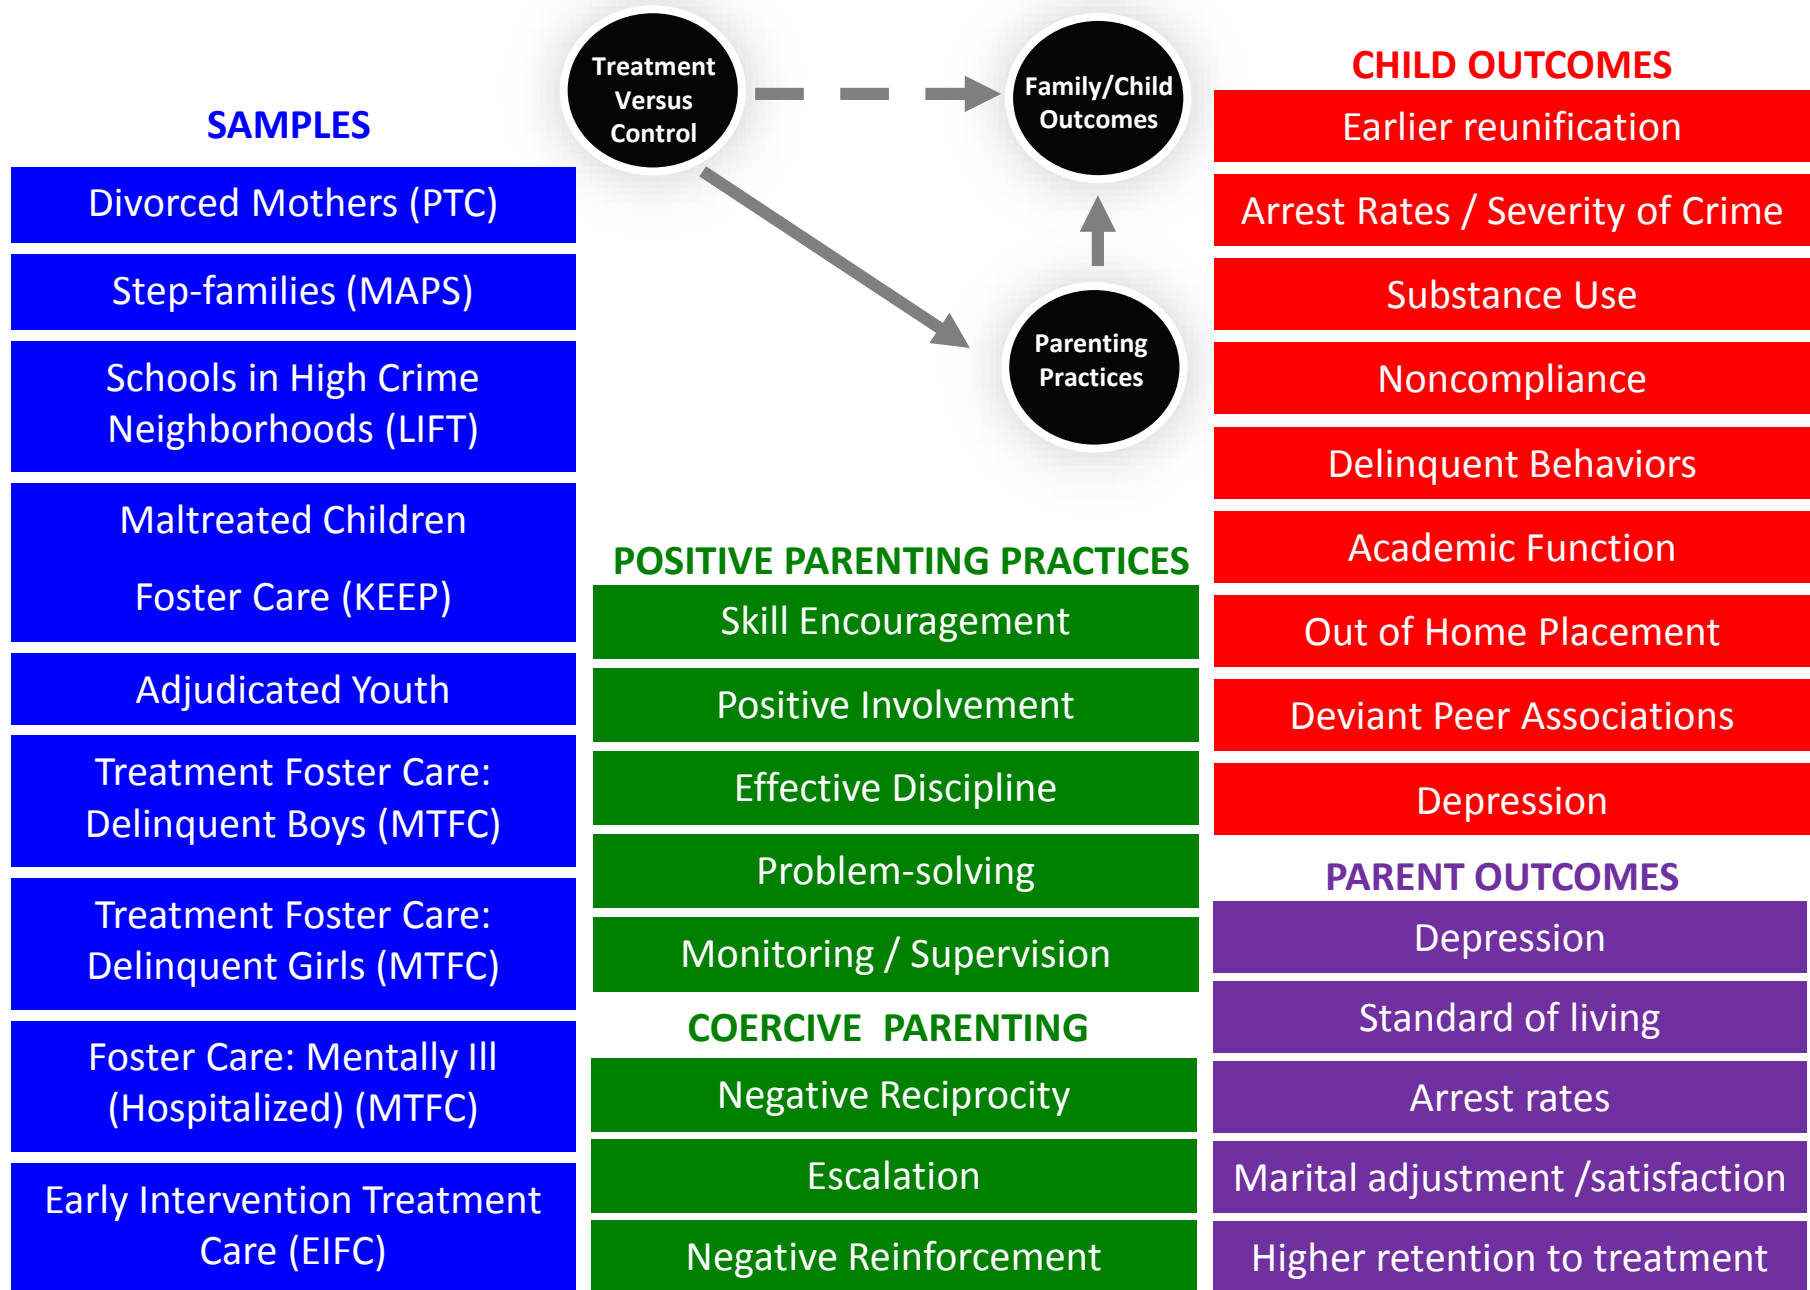 Treatment
Versus
Control
Family/Child
Outcomes
Parenting
Practices
SAMPLES
Divorced Mothers (PTC)
Step-families (MAPS)
Schools in High Crime
Neighborhoods (LIFT)
Maltreated Children
Foster Care (KEEP)
Adjudicated Youth
Treatment Foster Care:
Delinquent Boys (MTFC)
Treatment Foster Care:
Delinquent Girls (MTFC)
Foster Care: Mentally Ill
(Hospitalized) (MTFC)
Early Intervention Treatment
Care (EIFC)
POSITIVE PARENTING PRACTICES
Skill Encouragement
Positive Involvement
Effective Discipline
Problem-solving
Monitoring / Supervision
COERCIVE  PARENTING
Negative Reciprocity
Escalation
Negative Reinforcement
CHILD OUTCOMES
Earlier reunification
Arrest Rates / Severity of Crime
Substance Use
Noncompliance
Delinquent Behaviors
Academic Function
Out of Home Placement
Deviant Peer Associations
Depression
PARENT OUTCOMES
Depression
Standard of living
Arrest rates
Marital adjustment /satisfaction
Higher retention to treatment